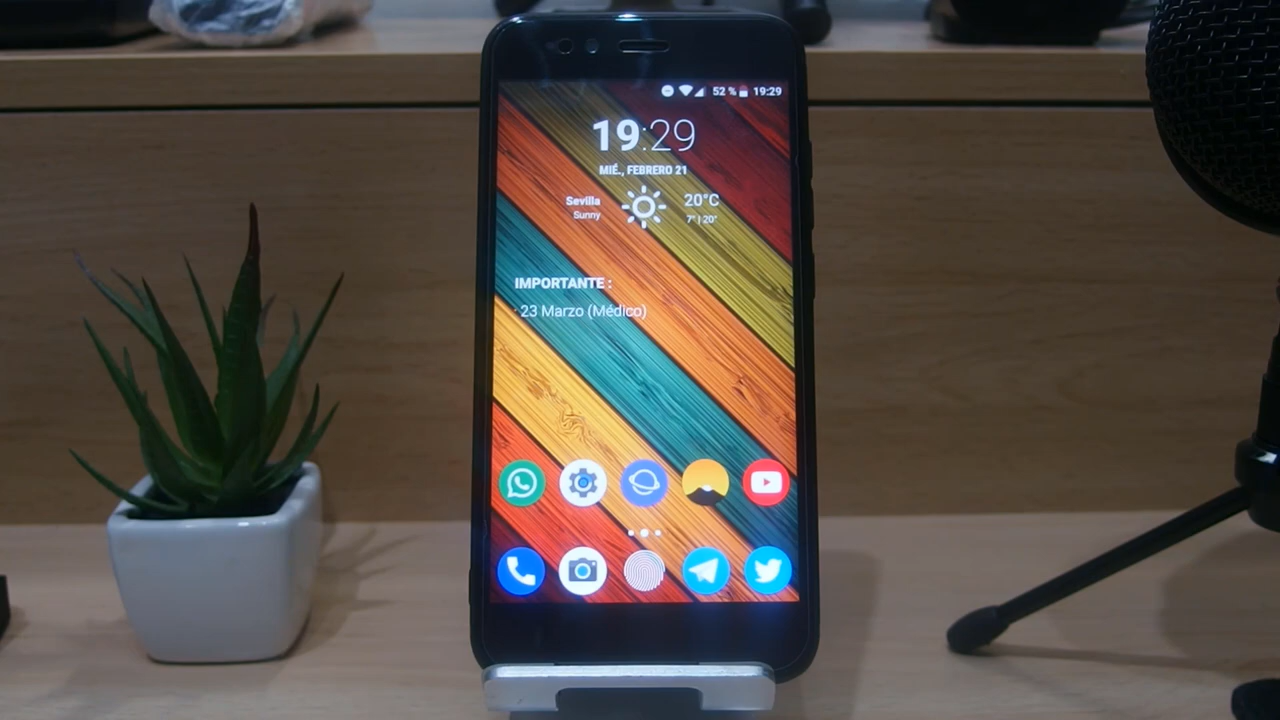 52 % 19:29
19:29
MIÉ., FEBRERO 21
Sevilla 20°C
Sunny 7° | 20°
IMPORTANTE :
· 23 Marzo (Médico)